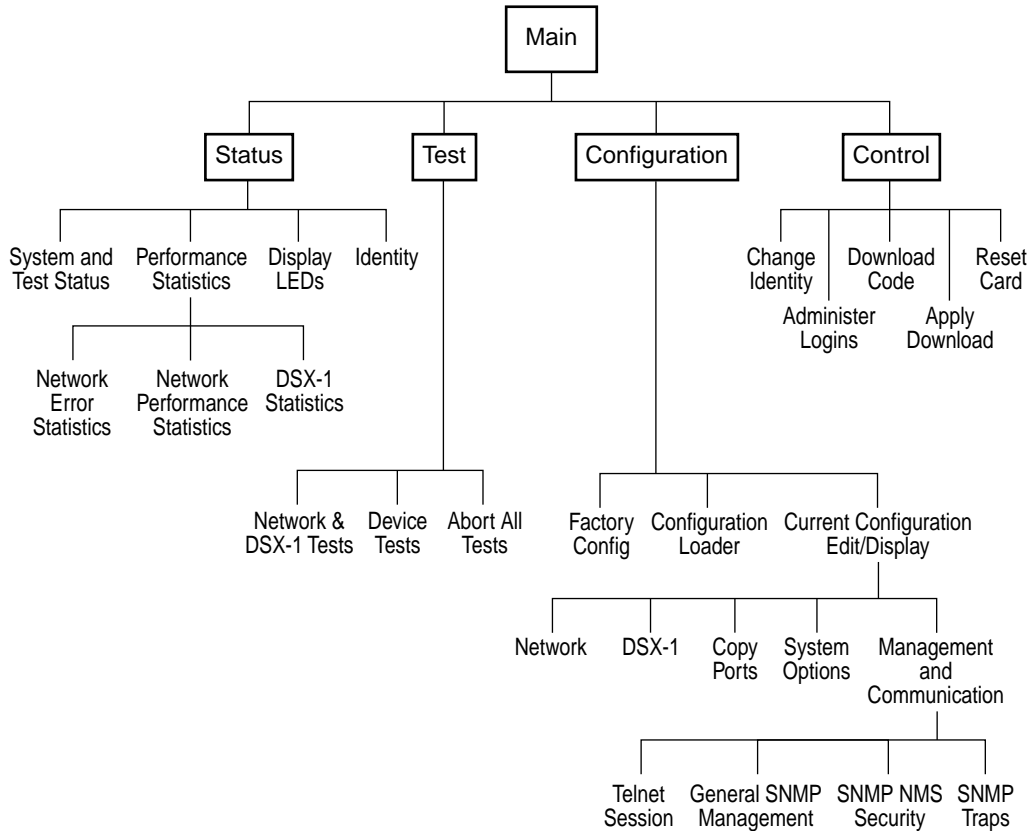 Main
Status
Test
Configuration
Control
System and
Test Status
Performance
Statistics
Display
LEDs
Identity
Change
Identity
Download
Code
Reset
Card
Administer
Logins
Apply
Download
Network
Error
Statistics
Network
Performance
Statistics
DSX-1
Statistics
Network &
DSX-1 Tests
Device
Tests
Abort All
Tests
Factory
Config
Configuration
Loader
Current Configuration
Edit/Display
Network
DSX-1
Copy
Ports
System
Options
Management
and
Communication
Telnet
Session
General SNMP
Management
SNMP NMS
Security
SNMP
Traps